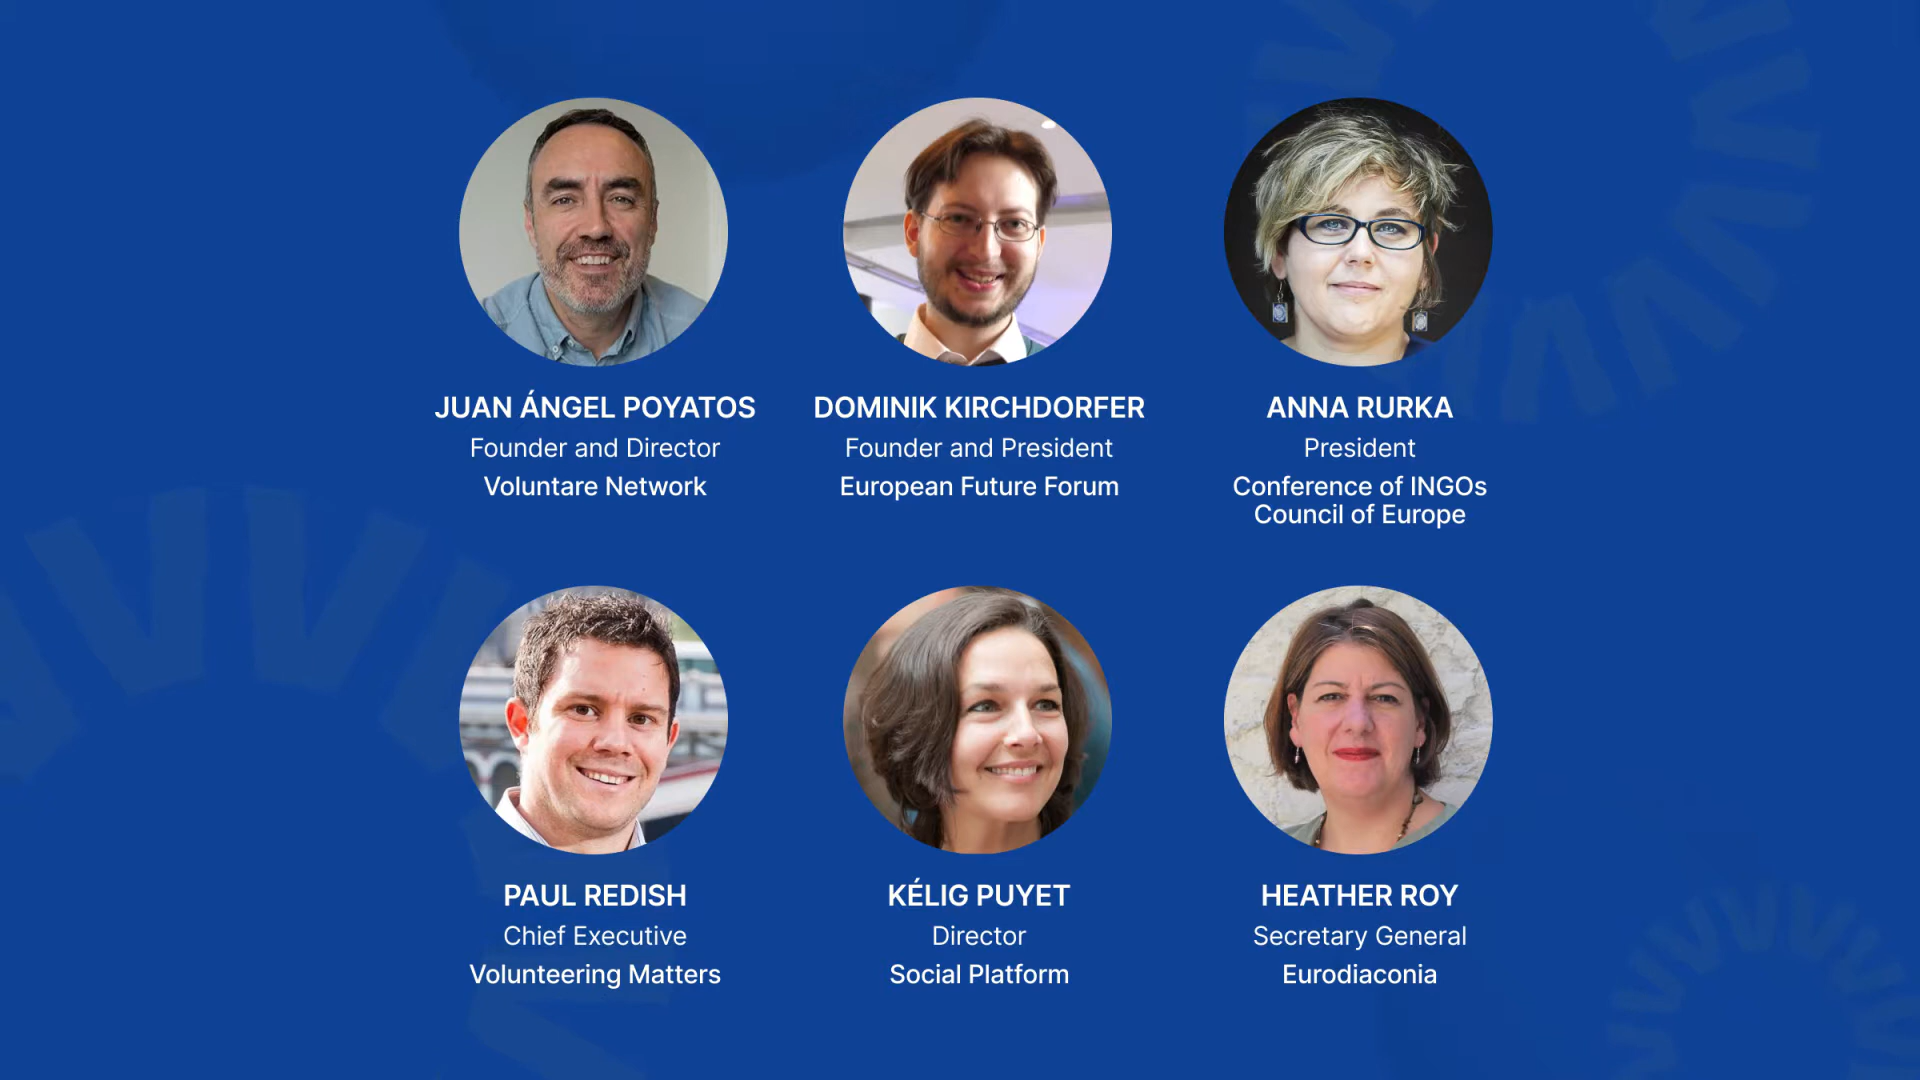 JUAN ÁNGEL POYATOS
Founder and Director
Voluntare Network
DOMINIK KIRCHDORFER
Founder and President
European Future Forum
ANNA RURKA
President
Conference of INGOs
Council of Europe
PAUL REDISH
Chief Executive
Volunteering Matters
KÉLIG PUYET
Director
Social Platform
HEATHER ROY
Secretary General
Eurodiaconia